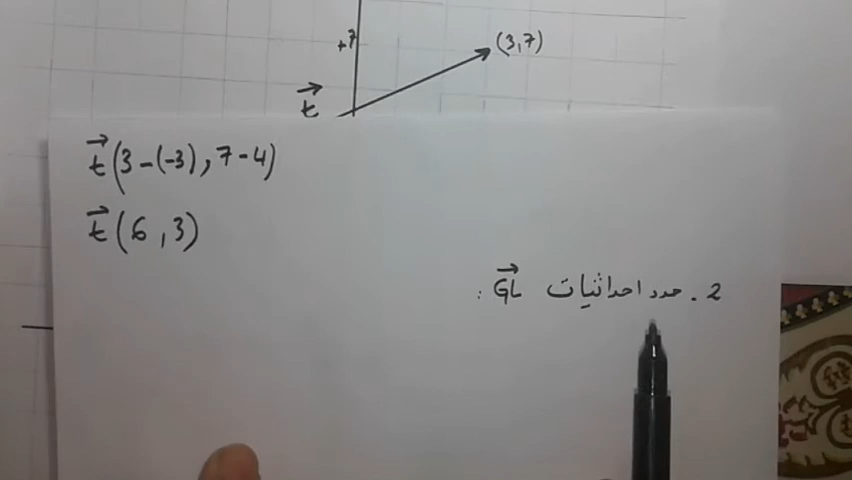 +7
(3,7)
t⃗
t⃗(3-(-3),7-4)
t⃗(6,3)
2. حدد احداثيات GL⃗ :